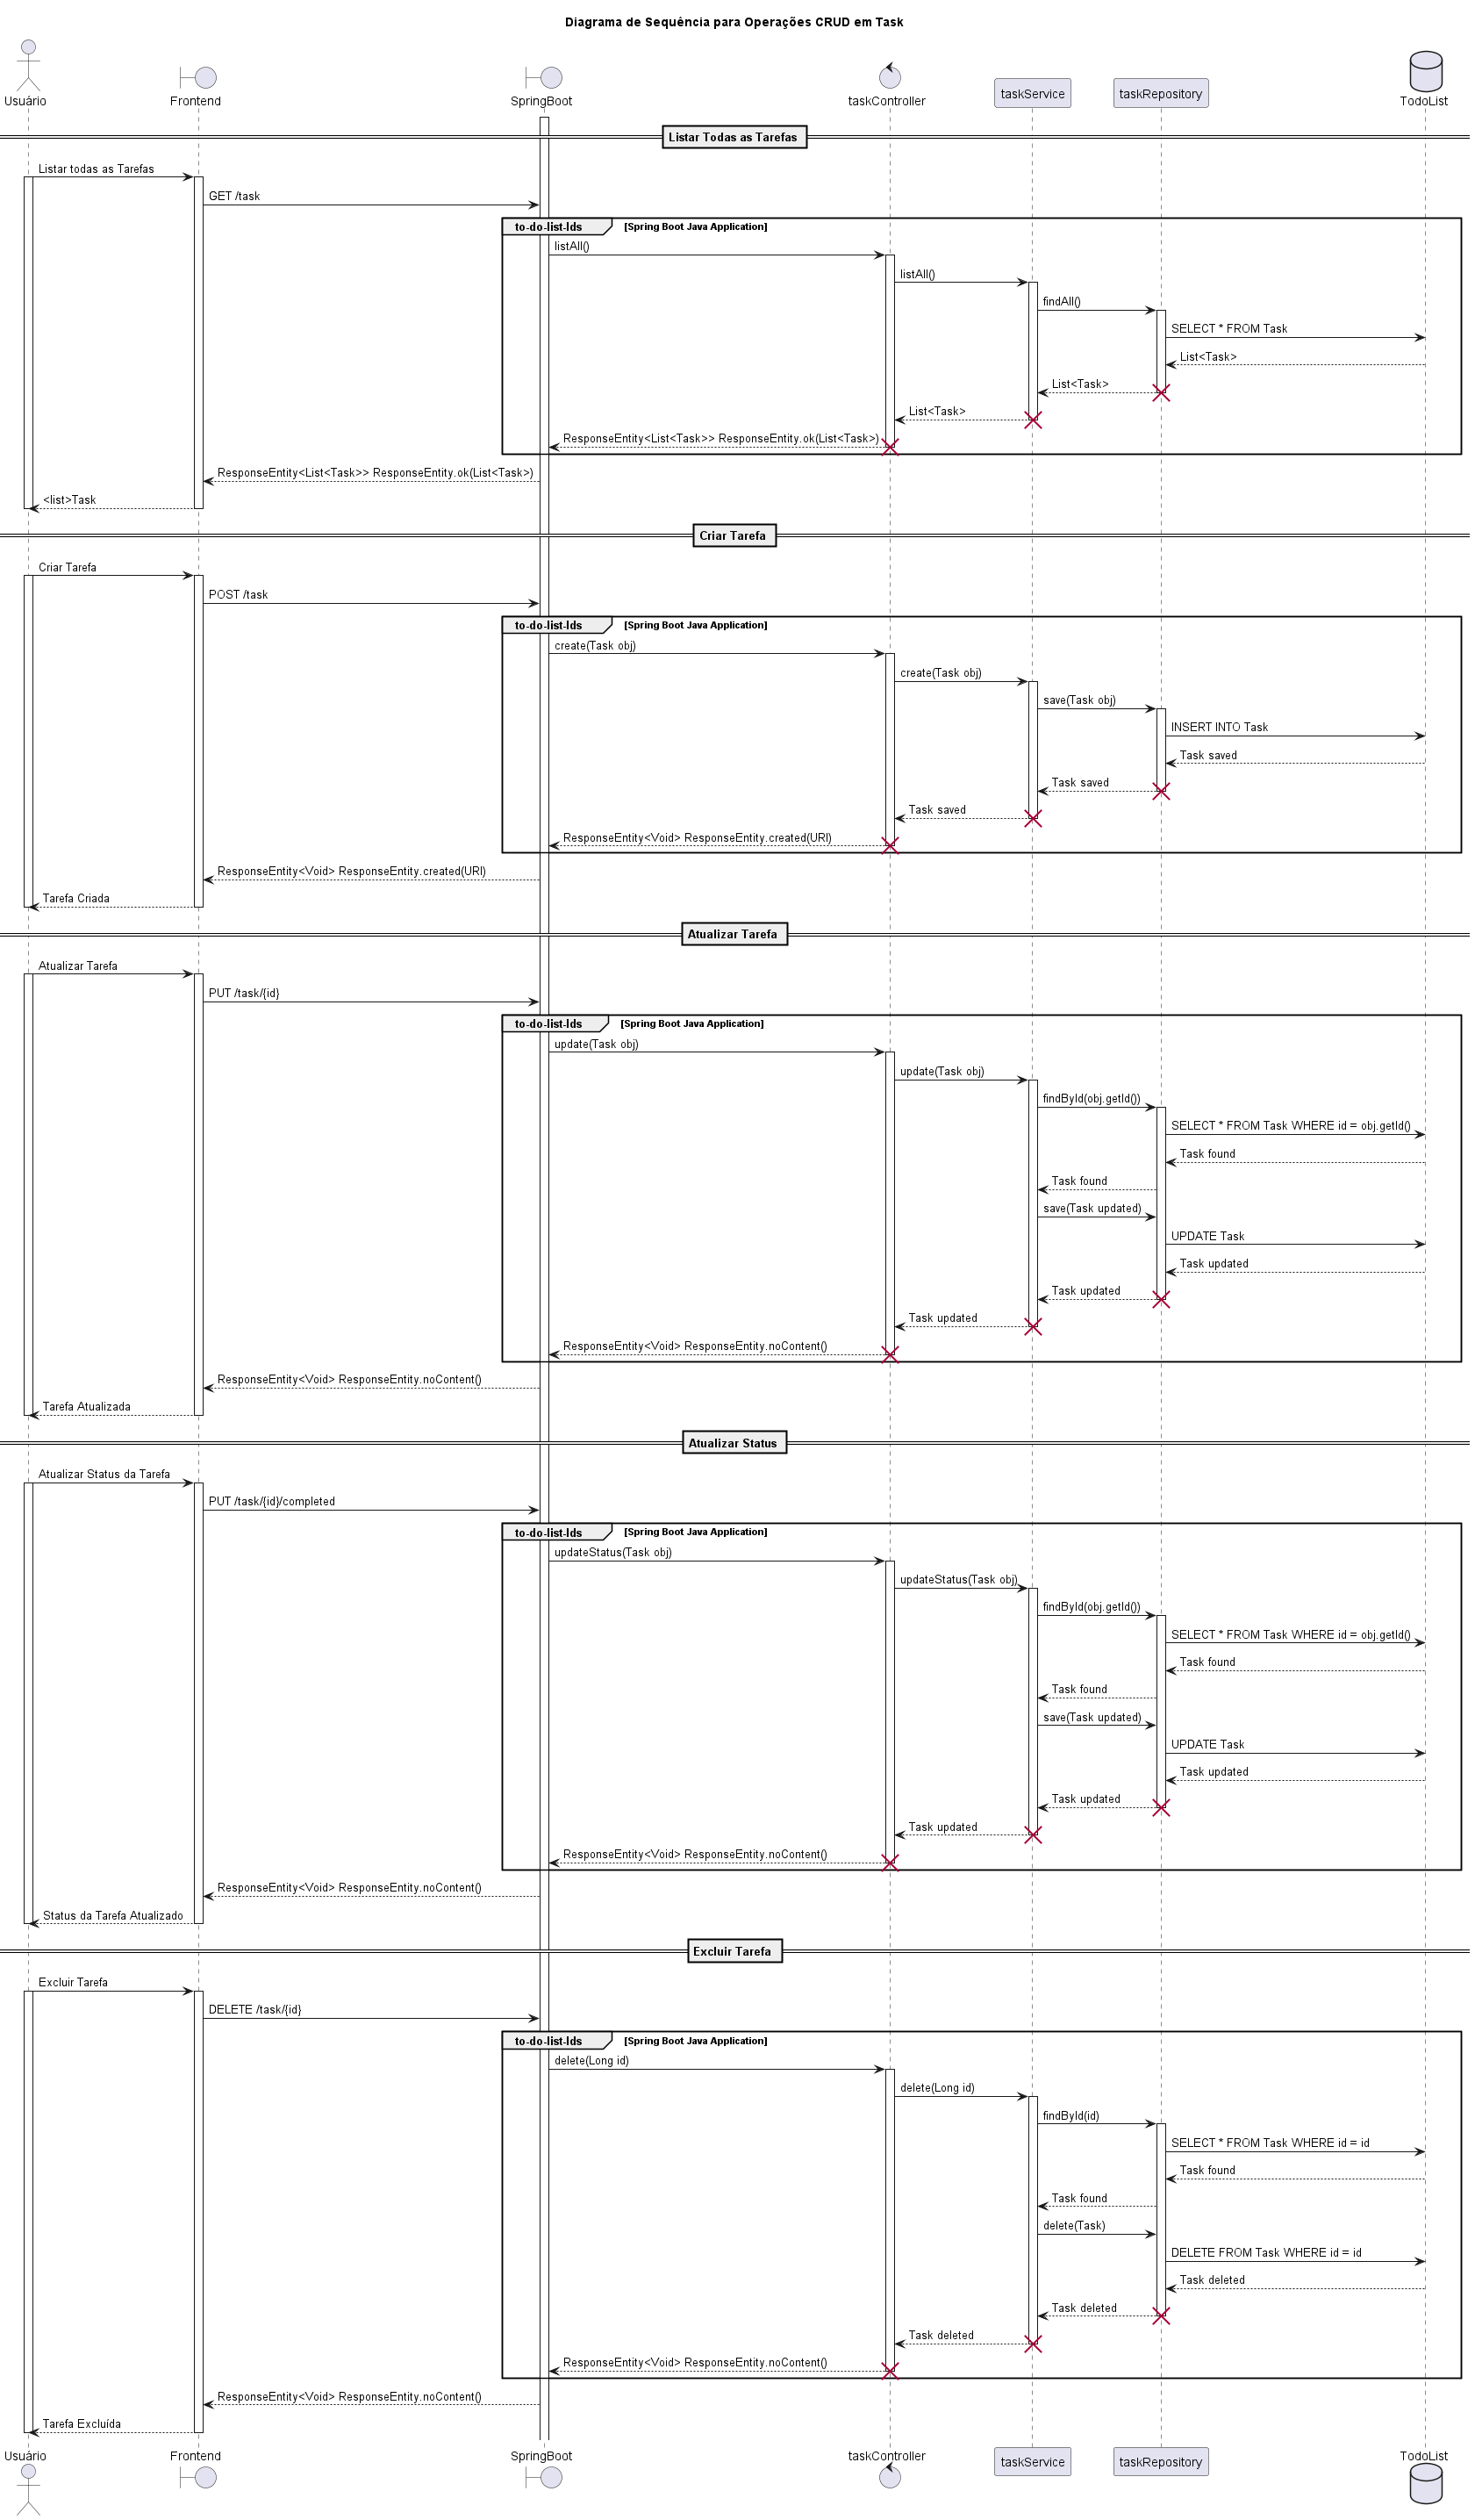 Diagrama de Sequência para Operações CRUD em Task
Usuário
Frontend
SpringBoot
taskController
taskService
taskRepository
TodoList
Listar Todas as Tarefas
Listar todas as Tarefas
GET /task
to-do-list-lds [Spring Boot Java Application]
listAll()
listAll()
findAll()
SELECT * FROM Task
List<Task>
List<Task>
List<Task>
ResponseEntity<List<Task>> ResponseEntity.ok(List<Task>)
ResponseEntity<List<Task>> ResponseEntity.ok(List<Task>)
<list>Task
Criar Tarefa
Criar Tarefa
POST /task
to-do-list-lds [Spring Boot Java Application]
create(Task obj)
create(Task obj)
save(Task obj)
INSERT INTO Task
Task saved
Task saved
Task saved
ResponseEntity<Void> ResponseEntity.created(URI)
ResponseEntity<Void> ResponseEntity.created(URI)
Tarefa Criada
Atualizar Tarefa
Atualizar Tarefa
PUT /task/{id}
to-do-list-lds [Spring Boot Java Application]
update(Task obj)
update(Task obj)
findById(obj.getId())
SELECT * FROM Task WHERE id = obj.getId()
Task found
Task found
save(Task updated)
UPDATE Task
Task updated
Task updated
Task updated
ResponseEntity<Void> ResponseEntity.noContent()
ResponseEntity<Void> ResponseEntity.noContent()
Tarefa Atualizada
Atualizar Status
Atualizar Status da Tarefa
PUT /task/{id}/completed
to-do-list-lds [Spring Boot Java Application]
updateStatus(Task obj)
updateStatus(Task obj)
findById(obj.getId())
SELECT * FROM Task WHERE id = obj.getId()
Task found
Task found
save(Task updated)
UPDATE Task
Task updated
Task updated
Task updated
ResponseEntity<Void> ResponseEntity.noContent()
ResponseEntity<Void> ResponseEntity.noContent()
Status da Tarefa Atualizado
Excluir Tarefa
Excluir Tarefa
DELETE /task/{id}
to-do-list-lds [Spring Boot Java Application]
delete(Long id)
delete(Long id)
findById(id)
SELECT * FROM Task WHERE id = id
Task found
Task found
delete(Task)
DELETE FROM Task WHERE id = id
Task deleted
Task deleted
Task deleted
ResponseEntity<Void> ResponseEntity.noContent()
ResponseEntity<Void> ResponseEntity.noContent()
Tarefa Excluída
Usuário
Frontend
SpringBoot
taskController
taskService
taskRepository
TodoList